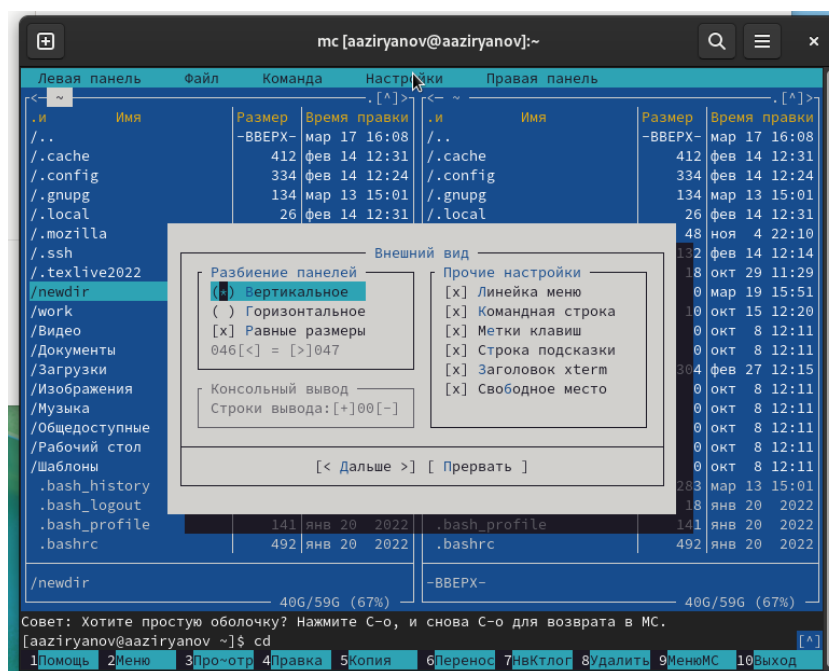 mc [aaziryanov@aaziryanov]:~
Левая панель Файл Команда Настройки Правая панель
<— ~ .[^]> <— ~ .[^]>
.и Имя Размер Время правки .и Имя Размер Время правки
/.. -ВВЕРХ- мар 17 16:08 /.. -ВВЕРХ- мар 17 16:08
/.cache 412 фев 14 12:31 /.cache 412 фев 14 12:31
/.config 334 фев 14 12:24 /.config 334 фев 14 12:24
/.gnupg 134 мар 13 15:01 /.gnupg 134 мар 13 15:01
/.local 26 фев 14 12:31 /.local 26 фев 14 12:31
/.mozilla 48 ноя 4 22:10
/.ssh 132 фев 14 12:14
/.texlive2022 18 окт 29 11:29
/newdir 0 мар 19 15:51
/work 10 окт 15 12:20
/Видео 0 окт 8 12:11
/Документы 0 окт 8 12:11
/Загрузки 304 фев 27 12:15
/Изображения 0 окт 8 12:11
/Музыка 0 окт 8 12:11
/Общедоступные 0 окт 8 12:11
/Рабочий стол 0 окт 8 12:11
/Шаблоны 0 окт 8 12:11
.bash_history 283 мар 13 15:01
.bash_logout 18 янв 20 2022
.bash_profile 141 янв 20 2022 .bash_profile 141 янв 20 2022
.bashrc 492 янв 20 2022 .bashrc 492 янв 20 2022
Внешний вид
Разбиение панелей
(*) Вертикальное
( ) Горизонтальное
[x] Равные размеры
046[<] = [>]047
Консольный вывод
Строки вывода:[+]00[-]
Прочие настройки
[x] Линейка меню
[x] Командная строка
[x] Метки клавиш
[x] Строка подсказки
[x] Заголовок xterm
[x] Свободное место
[< Дальше >] [ Прервать ]
/newdir -ВВЕРХ-
40G/59G (67%) 40G/59G (67%)
Совет: Хотите простую оболочку? Нажмите C-o, и снова C-o для возврата в MC.
[aaziryanov@aaziryanov ~]$ cd [^]
1Помощь 2Меню 3Про~отр 4Правка 5Копия 6Перенос 7НвКтлог 8Удалить 9МенюMC 10Выход